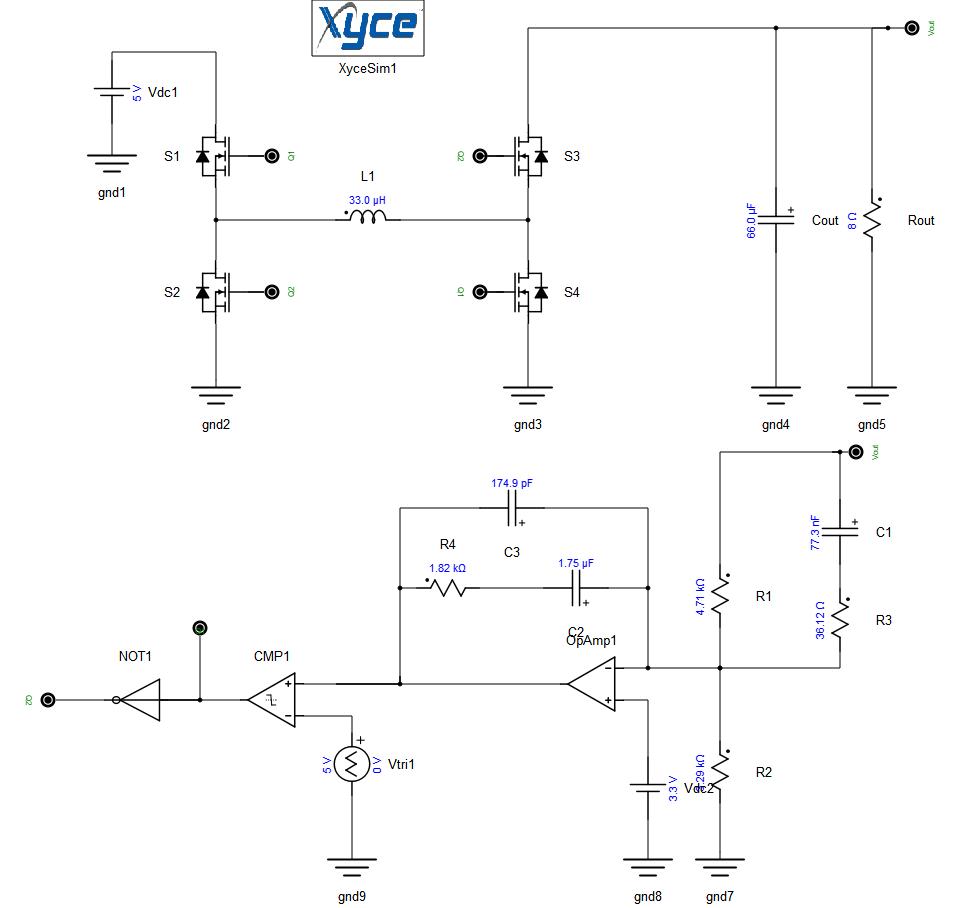 Xyce
XyceSim1
5 V
Vdc1
gnd1
S1
Q1
S2
Q2
gnd2
L1
33.0 µH
Q2
S3
Q1
S4
gnd3
66.0 µF
Cout
gnd4
8 Ω
Rout
gnd5
Vout
Vout
174.9 pF
C3
R4
1.82 kΩ
1.75 µF
C2
OpAmp1
4.71 kΩ
R1
77.3 nF
C1
36.12 Ω
R3
NOT1
CMP1
Q2
5 V
0 V
Vtri1
gnd9
3.3 V
Vdc2
gnd8
R2
gnd7